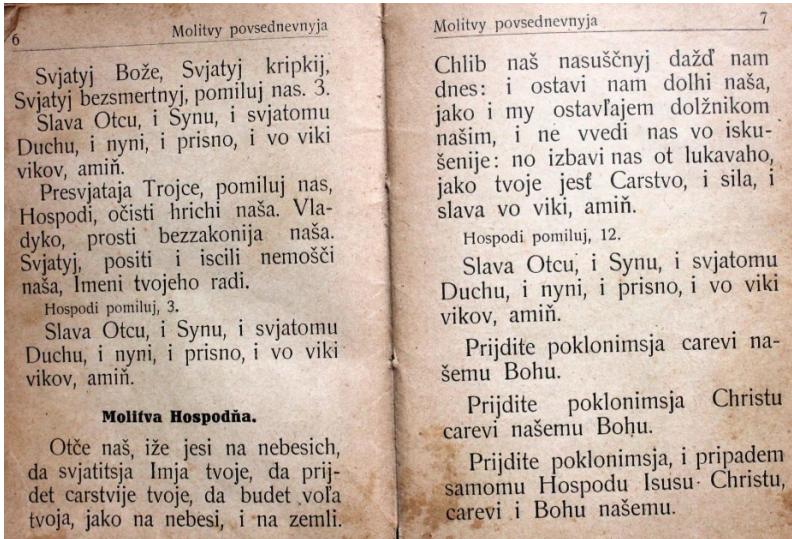 6
Molitvy povsednevnyja
Svjatyj Bože, Svjatyj kripkij,
Svjatyj bezsmertnyj, pomiluj nas. 3.
Slava Otcu, i Synu, i svjatomu
Duchu, i nyni, i prisno, i vo viki
vikov, amiň.
Presvjataja Trojce, pomiluj nas,
Hospodi, očisti hrichi naša. Vla-
dyko, prosti bezzakonija naša.
Svjatyj, positi i iscili nemošči
naša, Imeni tvojeho radi.
Hospodi pomiluj, 3.
Slava Otcu, i Synu, i svjatomu
Duchu, i nyni, i prisno, i vo viki
vikov, amiň.
Molitva Hospodňa.
Otče naš, iže jesi na nebesich,
da svjatitsja Imja tvoje, da prij-
det carstvije tvoje, da budet voľa
tvoja, jako na nebesi, i na zemli.
Molitvy povsednevnyja
7
Chlib naš nasuščnyj dažď nam
dnes: i ostavi nam dolhi naša,
jako i my ostavľajem dolžnikom
našim, i ne vvedi nas vo isku-
šenije: no izbavi nas ot lukavaho,
jako tvoje jesť Carstvo, i sila, i
slava vo viki, amiň.
Hospodi pomiluj, 12.
Slava Otcu, i Synu, i svjatomu
Duchu, i nyni, i prisno, i vo viki
vikov, amiň.
Prijdite poklonimsja carevi na-
šemu Bohu.
Prijdite poklonimsja Christu
carevi našemu Bohu.
Prijdite poklonimsja, i pripadem
samomu Hospodu Isusu Christu,
carevi i Bohu našemu.